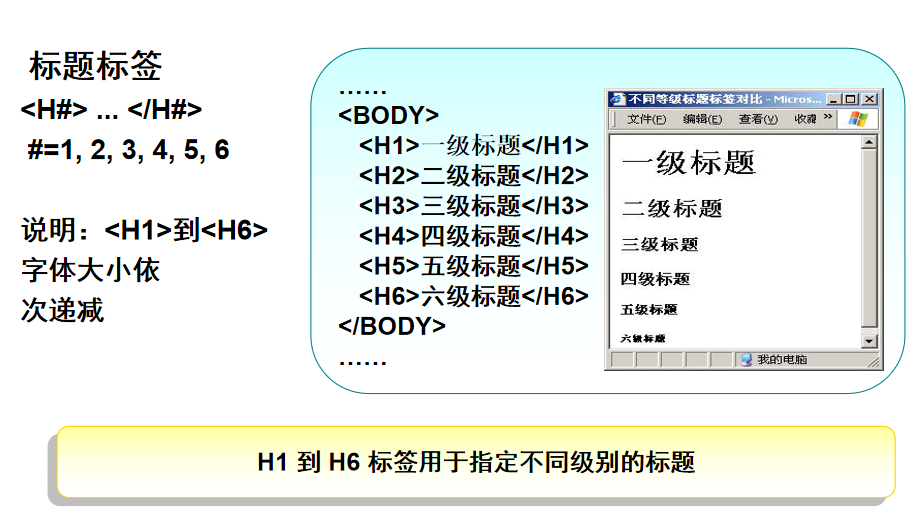 标题标签
<H#> ... </H#>
#=1, 2, 3, 4, 5, 6
说明：<H1>到<H6>
字体大小依
次递减
……
<BODY>
<H1>一级标题</H1>
<H2>二级标题</H2>
<H3>三级标题</H3>
<H4>四级标题</H4>
<H5>五级标题</H5>
<H6>六级标题</H6>
</BODY>
……
不同等级标题标签对比 - Micros...
文件(F) 编辑(E) 查看(V) 收藏 »
一级标题
二级标题
三级标题
四级标题
五级标题
六级标题
我的电脑
H1 到 H6 标签用于指定不同级别的标题